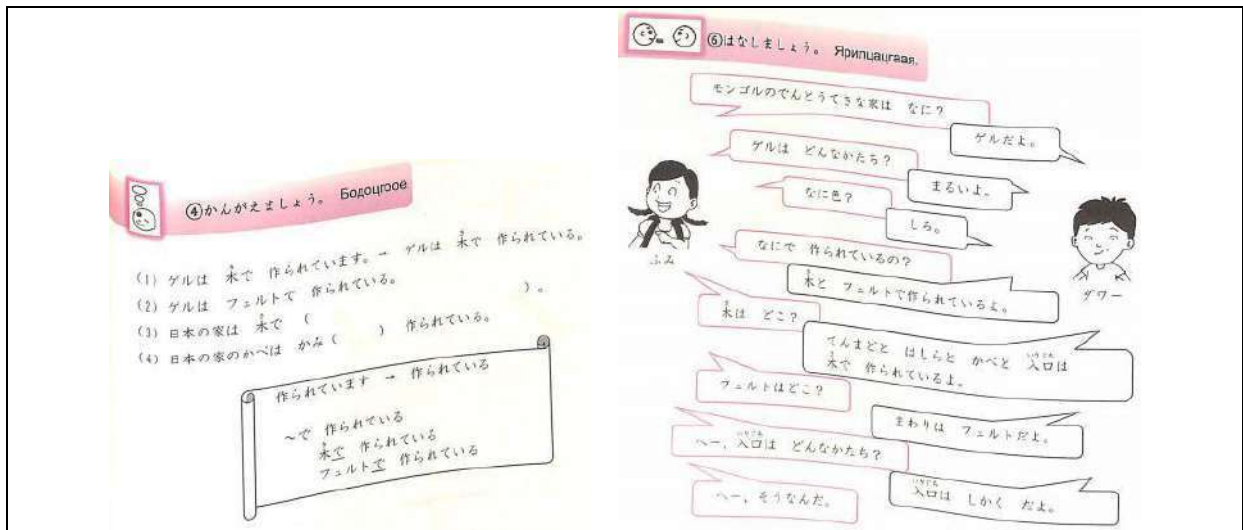 ④かんがえましょう。 Бодоцгооё
(1) ゲルは 木で 作られています。→ ゲルは 木で 作られている。
(2) ゲルは フェルトで 作られている。
(3) 日本の家は 木で ( )。
(4) 日本の家のかべは かみ( ) 作られている。
作られています → 作られている
～で 作られている
木で 作られている
フェルトで 作られている
⑤はなしましょう。 Ярилцацгаая.
モンゴルのでんとうてきな家は なに？
ゲルだよ。
ゲルは どんなかたち？
まるいよ。
なに色？
しろ。
なにで 作られているの？
木と フェルトで作られているよ。
ふみ
ダワー
木は どこ？
てんまどと はしらと かべと 入口は
木で 作られているよ。
フェルトはどこ？
まわりは フェルトだよ。
へー，入口は どんなかたち？
入口は しかく だよ。
へー，そうなんだ。